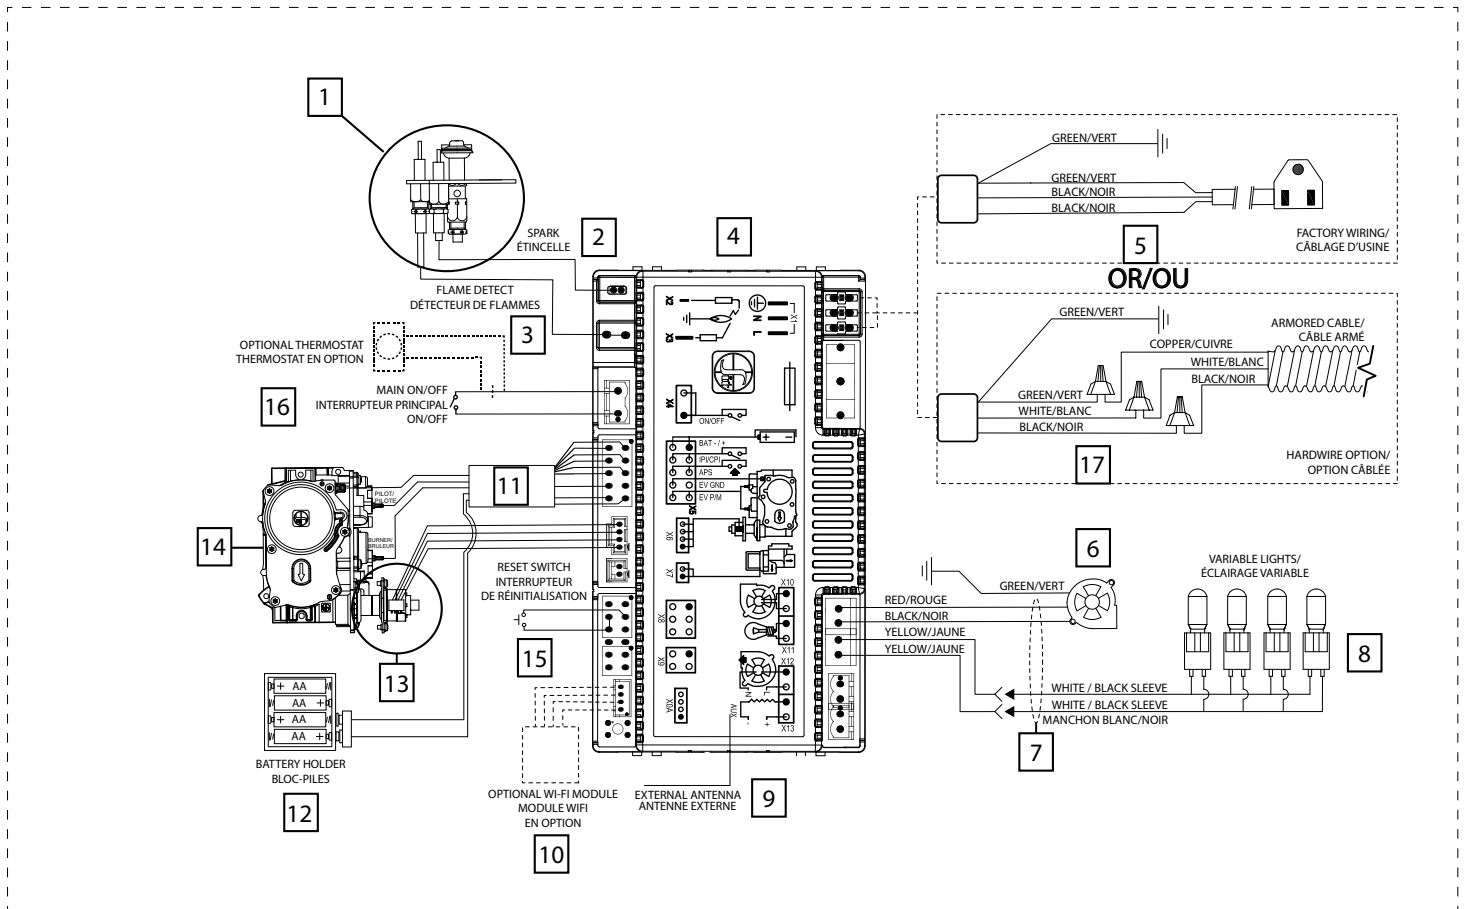 1
SPARK
ÉTINCELLE
2
4
FLAME DETECT
DÉTECTEUR DE FLAMMES
3
OPTIONAL THERMOSTAT
THERMOSTAT EN OPTION
16
MAIN ON/OFF
INTERRUPTEUR PRINCIPAL
ON/OFF
11
PILOT/
PILOTE
BURNER/
BRULEUR
14
13
RESET SWITCH
INTERRUPTEUR
DE RÉINITIALISATION
15
+ AA
AA +
+ AA
AA +
BATTERY HOLDER
BLOC-PILES
12
OPTIONAL WI-FI MODULE
MODULE WIFI
EN OPTION
10
EXTERNAL ANTENNA
ANTENNE EXTERNE
9
X2
X3
X1
N
L
X4
ON/OFF
+ -
BAT - / +
IPI/CPI
APS
EV GND
EV P/M
X5
X6
X7
X10
X8
X11
X9
X12
N
L
X0A
AUX
- +
X13
GREEN/VERT
GREEN/VERT
BLACK/NOIR
BLACK/NOIR
5
FACTORY WIRING/
CÂBLAGE D'USINE
OR/OU
GREEN/VERT
ARMORED CABLE/
CÂBLE ARMÉ
COPPER/CUIVRE
WHITE/BLANC
BLACK/NOIR
GREEN/VERT
WHITE/BLANC
BLACK/NOIR
17
HARDWIRE OPTION/
OPTION CÂBLÉE
6
GREEN/VERT
RED/ROUGE
BLACK/NOIR
YELLOW/JAUNE
YELLOW/JAUNE
VARIABLE LIGHTS/
ÉCLAIRAGE VARIABLE
8
WHITE / BLACK SLEEVE
WHITE / BLACK SLEEVE
MANCHON BLANC/NOIR
7